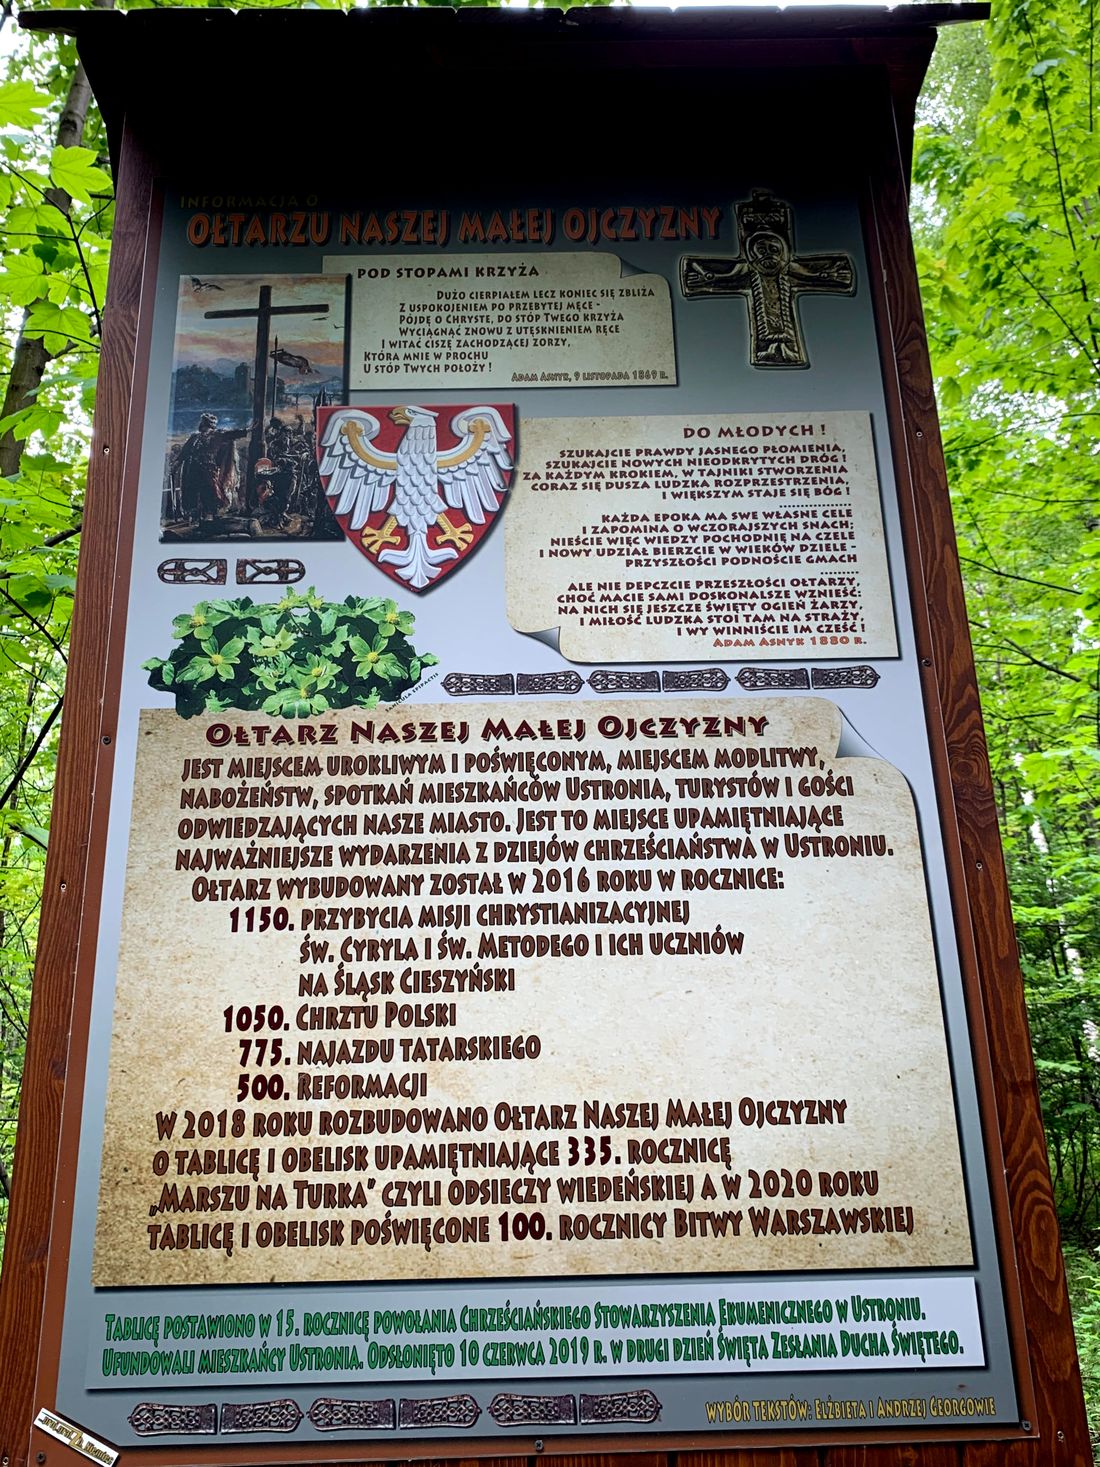 INFORMACJA O
OŁTARZU NASZEJ MAŁEJ OJCZYZNY
POD STOPAMI KRZYŻA
DUŻO CIERPIAŁEM LECZ KONIEC SIĘ ZBLIŻA
Z USPOKOJENIEM PO PRZEBYTEJ MĘCE -
PÓJDĘ O CHRYSTE, DO STÓP TWEGO KRZYŻA
WYCIĄGNĄĆ ZNOWU Z UTĘSKNIENIEM RĘCE
I WITAĆ CISZĘ ZACHODZĄCEJ ZORZY,
KTÓRA MNIE W PROCHU
U STÓP TWYCH POŁOŻY !
ADAM ASNYK, 9 LISTOPADA 1869 R.
DO MŁODYCH !
SZUKAJCIE PRAWDY JASNEGO PŁOMIENIA,
SZUKAJCIE NOWYCH NIEODKRYTYCH DRÓG !
ZA KAŻDYM KROKIEM, W TAJNIKI STWORZENIA
CORAZ SIĘ DUSZA LUDZKA ROZPRZESTRZENIA,
I WIĘKSZYM STAJE SIĘ BÓG !
..............
KAŻDA EPOKA MA SWE WŁASNE CELE
I ZAPOMINA O WCZORAJSZYCH SNACH;
NIEŚCIE WIĘC WIEDZY POCHODNIĘ NA CZELE
I NOWY UDZIAŁ BIERZCIE W WIEKÓW DZIELE -
PRZYSZŁOŚCI PODNOŚCIE GMACH
.........
ALE NIE DEPCZCIE PRZESZŁOŚCI OŁTARZY,
CHOĆ MACIE SAMI DOSKONALSZE WZNIEŚĆ:
NA NICH SIĘ JESZCZE ŚWIĘTY OGIEŃ ŻARZY,
I MIŁOŚĆ LUDZKA STOI TAM NA STRAŻY,
I WY WINNIŚCIE IM CZEŚĆ !
ADAM ASNYK 1880 R.
EPIPACTIS
OŁTARZ NASZEJ MAŁEJ OJCZYZNY
JEST MIEJSCEM UROKLIWYM I POŚWIĘCONYM, MIEJSCEM MODLITWY,
NABOŻEŃSTW, SPOTKAŃ MIESZKAŃCÓW USTRONIA, TURYSTÓW I GOŚCI
ODWIEDZAJĄCYCH NASZE MIASTO. JEST TO MIEJSCE UPAMIĘTNIAJĄCE
NAJWAŻNIEJSZE WYDARZENIA Z DZIEJÓW CHRZEŚCIAŃSTWA W USTRONIU.
OŁTARZ WYBUDOWANY ZOSTAŁ W 2016 ROKU W ROCZNICE:
1150. PRZYBYCIA MISJI CHRYSTIANIZACYJNEJ
ŚW. CYRYLA I ŚW. METODEGO I ICH UCZNIÓW
NA ŚLĄSK CIESZYŃSKI
1050. CHRZTU POLSKI
775. NAJAZDU TATARSKIEGO
500. REFORMACJI
W 2018 ROKU ROZBUDOWANO OŁTARZ NASZEJ MAŁEJ OJCZYZNY
O TABLICĘ I OBELISK UPAMIĘTNIAJĄCE 335. ROCZNICĘ
„MARSZU NA TURKA" CZYLI ODSIECZY WIEDEŃSKIEJ A W 2020 ROKU
TABLICĘ I OBELISK POŚWIĘCONE 100. ROCZNICY BITWY WARSZAWSKIEJ
TABLICĘ POSTAWIONO W 15. ROCZNICĘ POWOŁANIA CHRZEŚCIAŃSKIEGO STOWARZYSZENIA EKUMENICZNEGO W USTRONIU.
UFUNDOWALI MIESZKAŃCY USTRONIA. ODSŁONIĘTO 10 CZERWCA 2019 R. W DRUGI DZIEŃ ŚWIĘTA ZESŁANIA DUCHA ŚWIĘTEGO.
WYBÓR TEKSTÓW: ELŻBIETA I ANDRZEJ GEORGOWIE